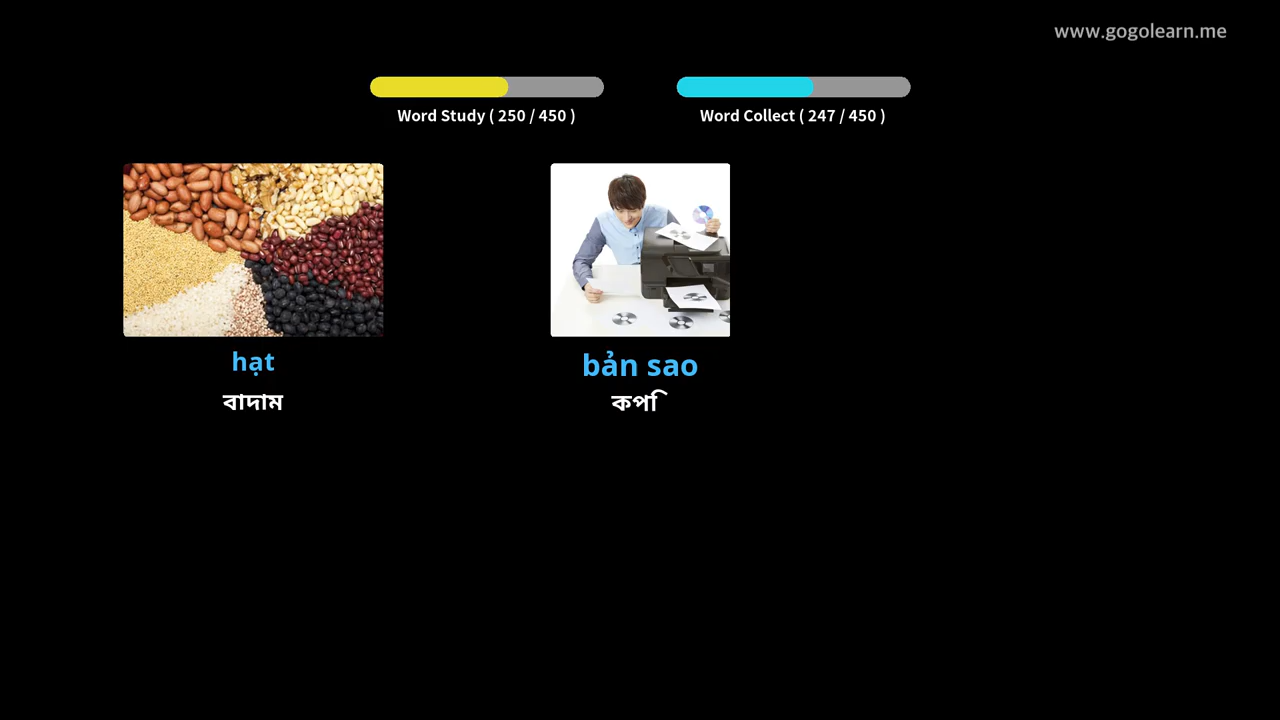 www.gogolearn.me
Word Study ( 250 / 450 )
Word Collect ( 247 / 450 )
hạt
বাদাম
bản sao
কপি